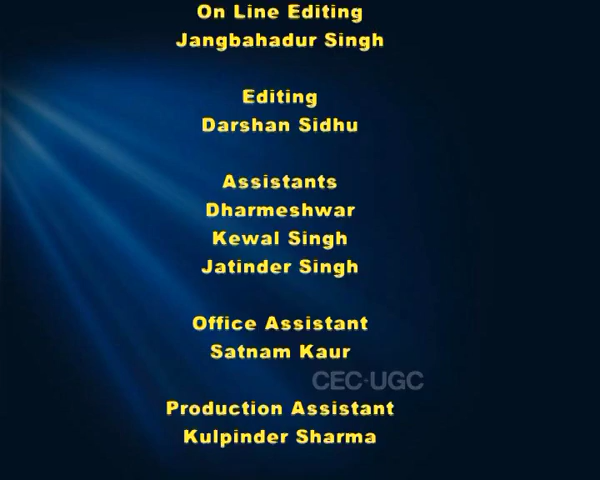 On Line Editing
Jangbahadur Singh
Editing
Darshan Sidhu
Assistants
Dharmeshwar
Kewal Singh
Jatinder Singh
Office Assistant
Satnam Kaur
CEC·UGC
Production Assistant
Kulpinder Sharma